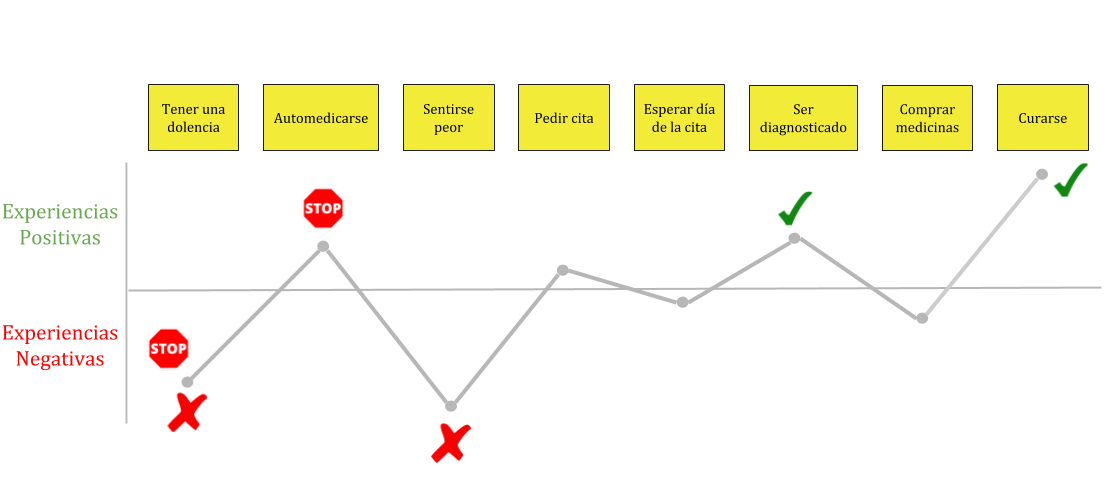 Tener una
dolencia
Automedicarse
Sentirse
peor
Pedir cita
Esperar día
de la cita
Ser
diagnosticado
Comprar
medicinas
Curarse
Experiencias
Positivas
STOP
Experiencias
Negativas
STOP